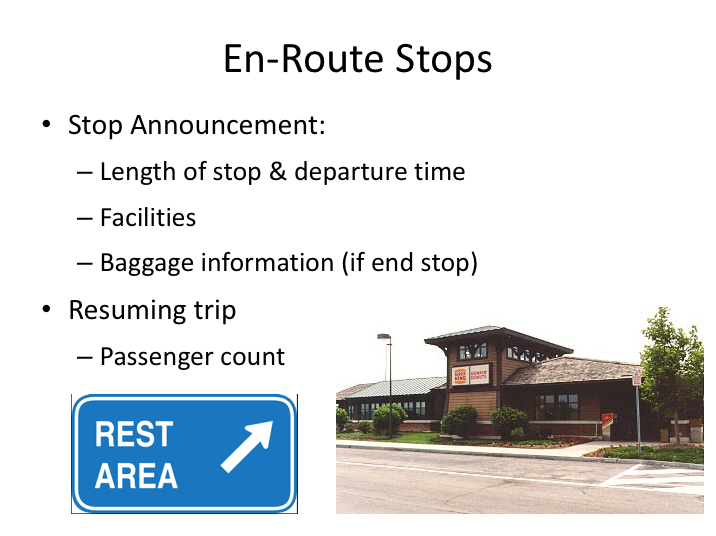 En-Route Stops
• Stop Announcement:
– Length of stop & departure time
– Facilities
– Baggage information (if end stop)
• Resuming trip
– Passenger count
REST
AREA
BURGER
KING
DUNKIN'
DONUTS